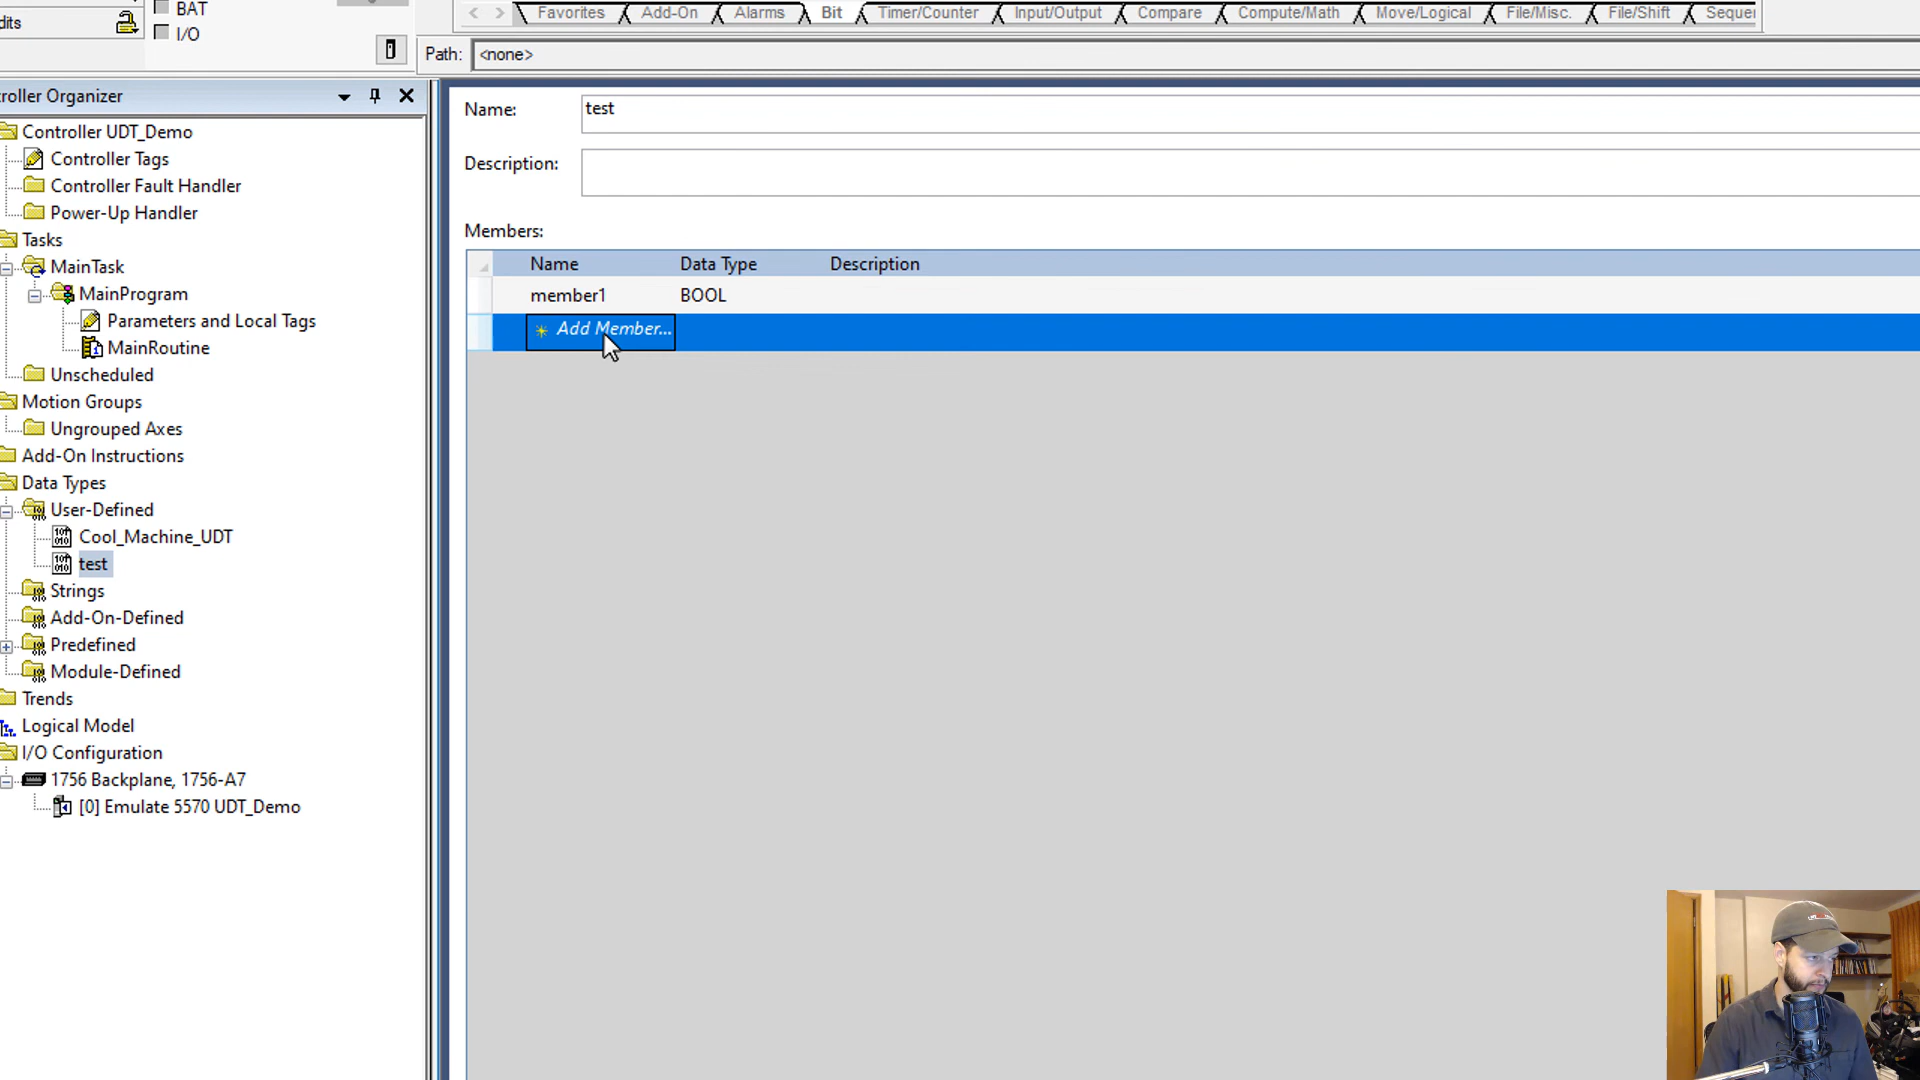 BAT
dits
I/O
Favorites Add-On Alarms Bit Timer/Counter Input/Output Compare Compute/Math Move/Logical File/Misc. File/Shift Sequer
Path: <none>
roller Organizer
Controller UDT_Demo
Controller Tags
Controller Fault Handler
Power-Up Handler
Tasks
MainTask
MainProgram
Parameters and Local Tags
MainRoutine
Unscheduled
Motion Groups
Ungrouped Axes
Add-On Instructions
Data Types
User-Defined
Cool_Machine_UDT
test
Strings
Add-On-Defined
Predefined
Module-Defined
Trends
Logical Model
I/O Configuration
1756 Backplane, 1756-A7
[0] Emulate 5570 UDT_Demo
Name: test
Description:
Members:
Name Data Type Description
member1 BOOL
Add Member...